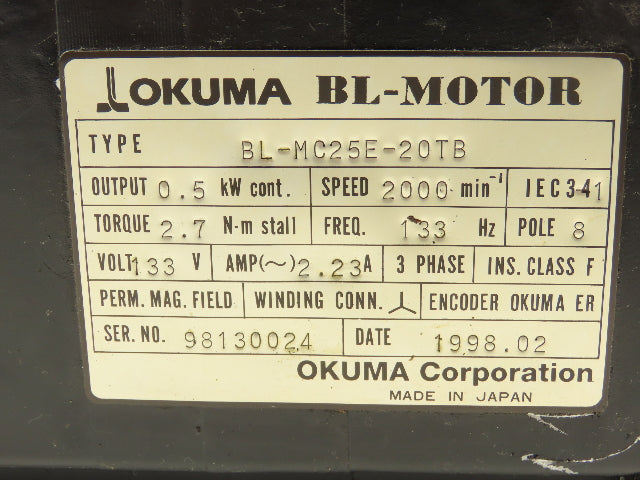 OKUMA BL-MOTOR
TYPE BL-MC25E-20TB
OUTPUT 0.5 kW cont. SPEED 2000 min⁻¹ IEC34-1
TORQUE 2.7 N-m stall FREQ. 133 Hz POLE 8
VOLT 133 V AMP(~) 2.23A 3 PHASE INS. CLASS F
PERM. MAG. FIELD WINDING CONN. ENCODER OKUMA ER
SER. NO. 98130024 DATE 1998.02
OKUMA Corporation
MADE IN JAPAN